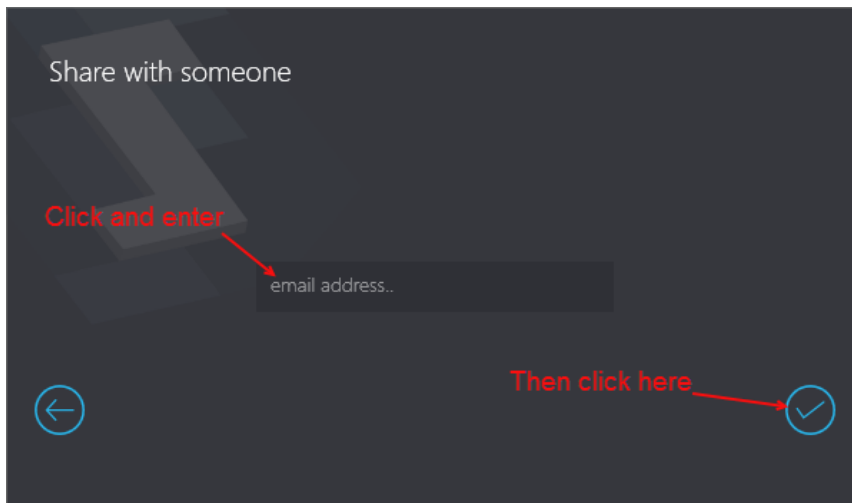 Share with someone
Click and enter
email address..
Then click here